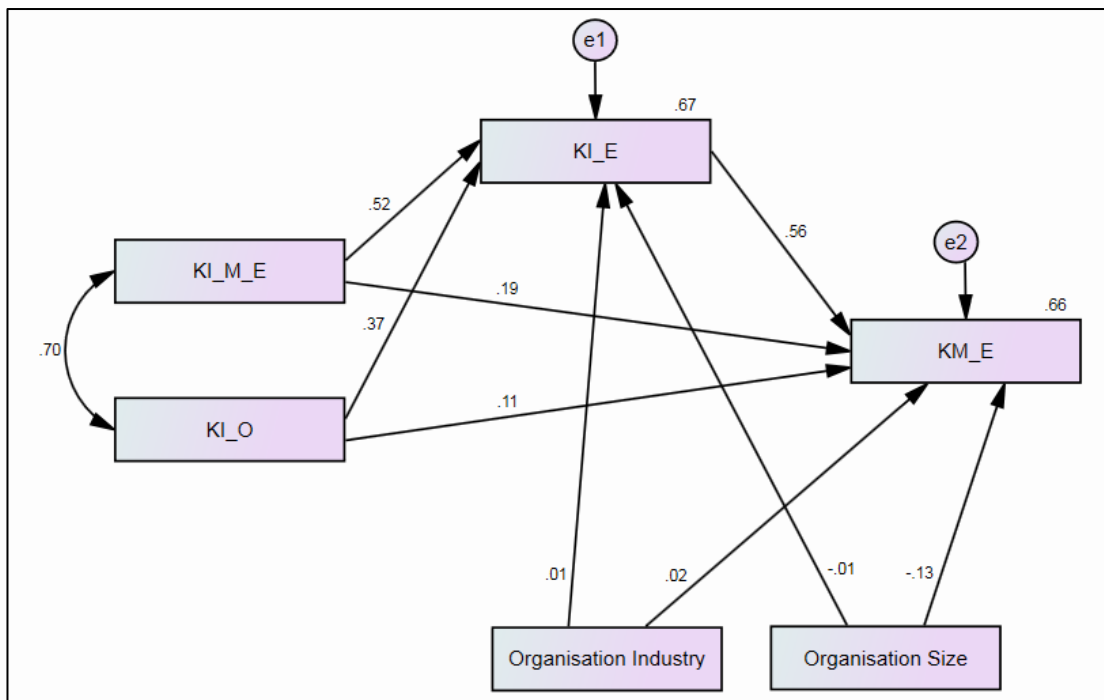 e1
.67
KI_E
.52
.56
e2
KI_M_E
.19
.66
.37
.70
KM_E
.11
KI_O
.01
.02
-.01
-.13
Organisation Industry
Organisation Size